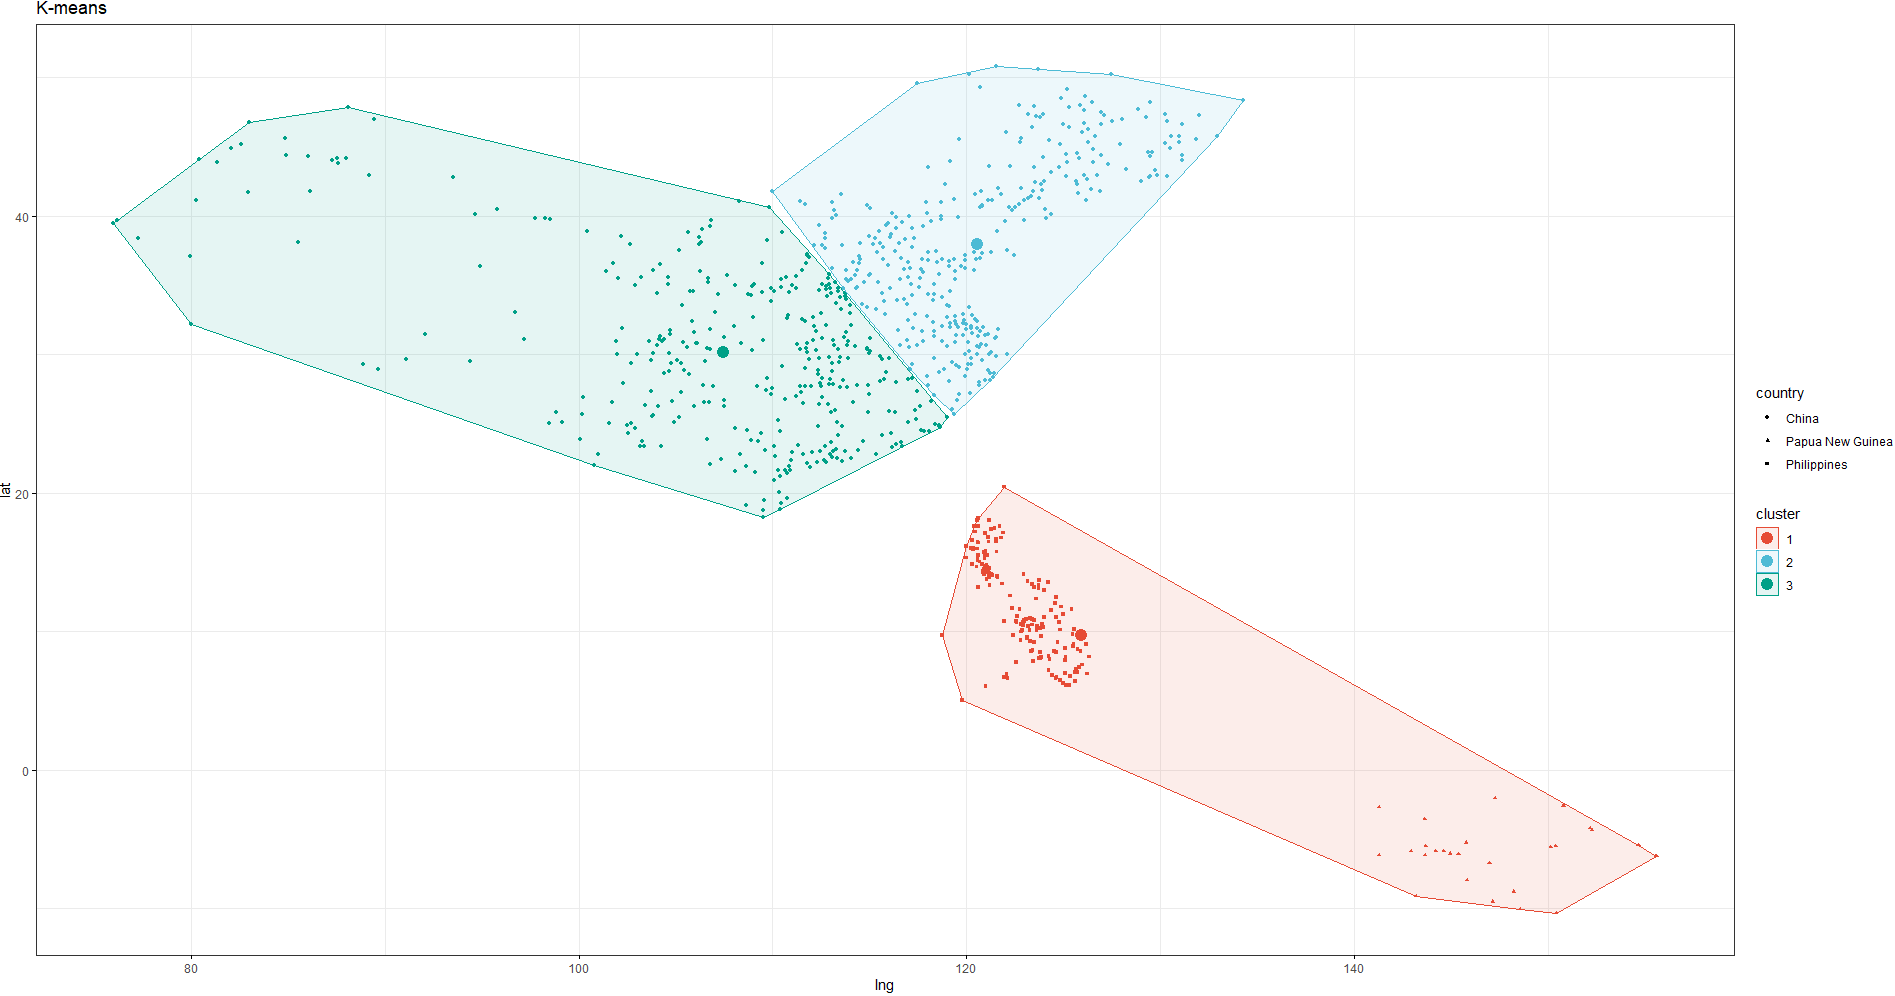 K-means
lat
40
20
0
80
100
120
140
lng
country
China
Papua New Guinea
Philippines
cluster
1
2
3